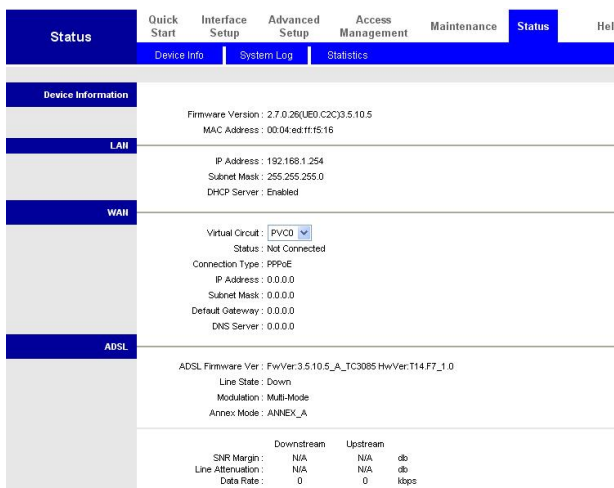 Status
Quick Start
Interface Setup
Advanced Setup
Access Management
Maintenance
Status
Hel
Device Info
System Log
Statistics
Device Information
Firmware Version : 2.7.0.26(UE0.C2C)3.5.10.5
MAC Address : 00:04:ed:ff:f5:16
LAN
IP Address : 192.168.1.254
Subnet Mask : 255.255.255.0
DHCP Server : Enabled
WAN
Virtual Circuit : PVC0
Status : Not Connected
Connection Type : PPPoE
IP Address : 0.0.0.0
Subnet Mask : 0.0.0.0
Default Gateway : 0.0.0.0
DNS Server : 0.0.0.0
ADSL
ADSL Firmware Ver : FwVer:3.5.10.5_A_TC3085 HwVer:T14.F7_1.0
Line State : Down
Modulation : Multi-Mode
Annex Mode : ANNEX_A
Downstream Upstream
SNR Margin : N/A N/A db
Line Attenuation : N/A N/A db
Data Rate : 0 0 kbps